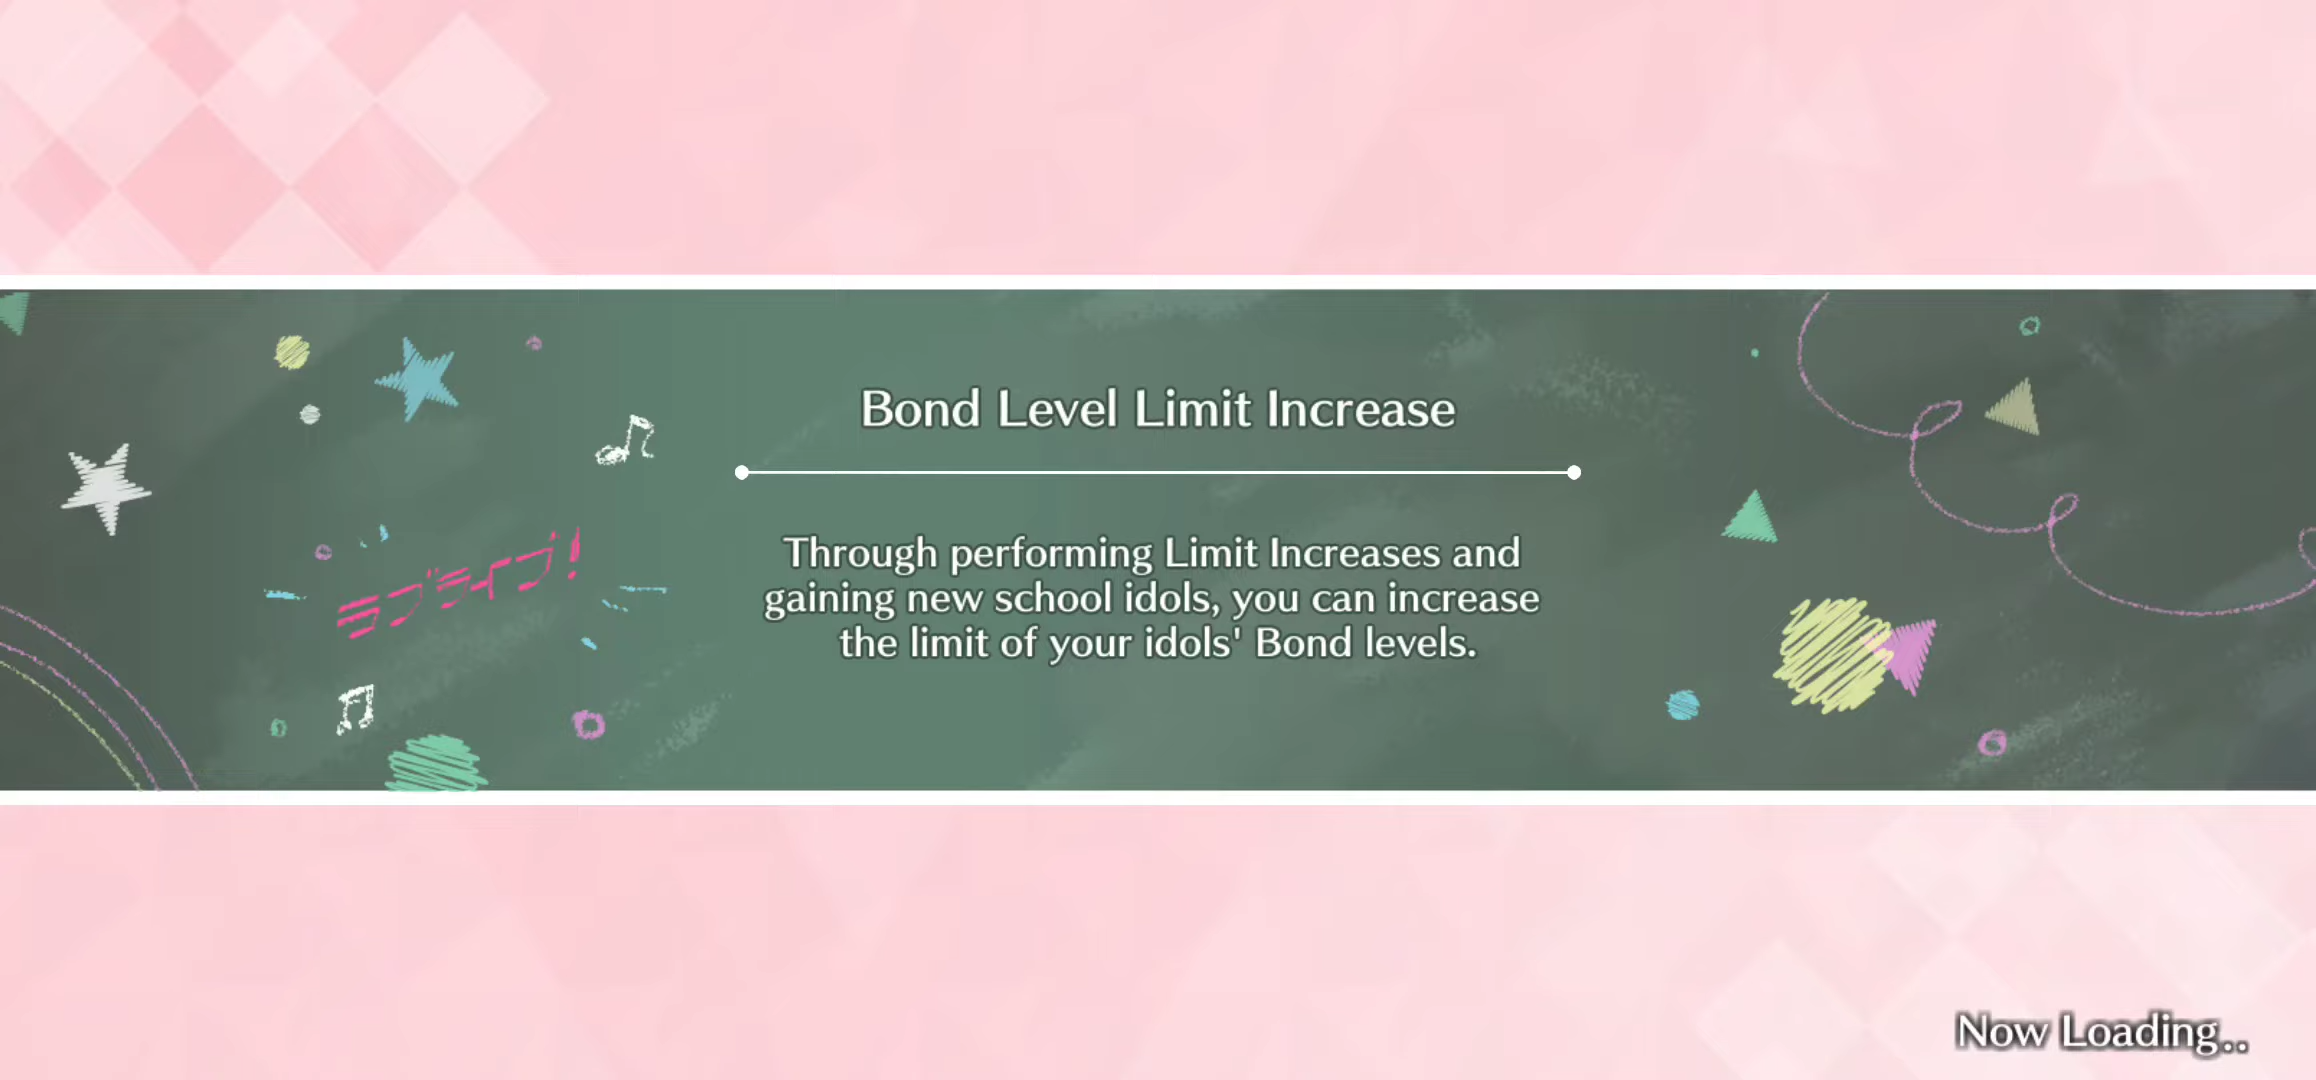 Bond Level Limit Increase
ラブライブ!
Through performing Limit Increases and
gaining new school idols, you can increase
the limit of your idols' Bond levels.
Now Loading..